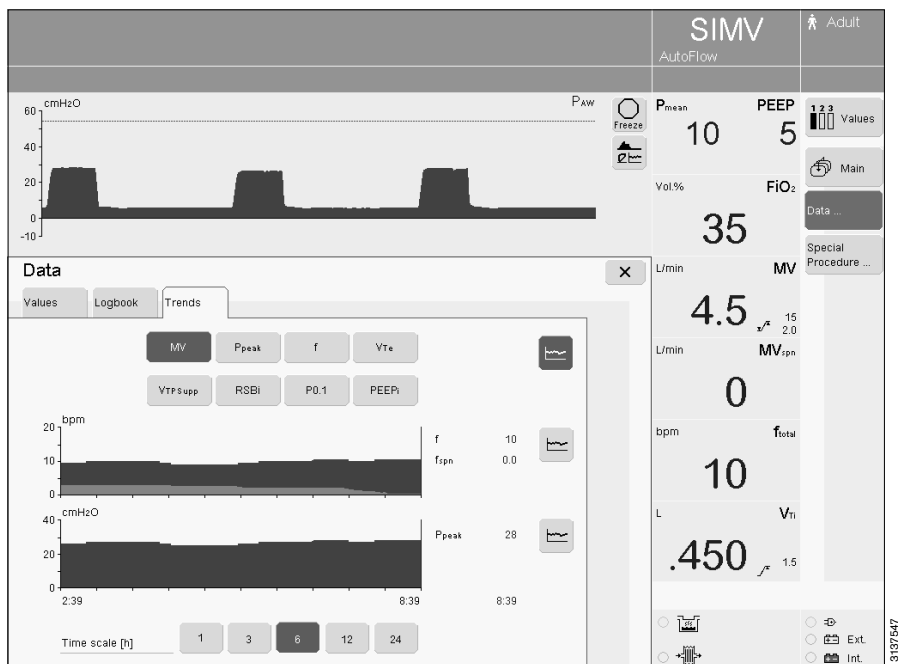 SIMV
AutoFlow
Adult
cmH2O
PAW
60
40
20
0
-10
Freeze
Pmean
10
PEEP
5
Vol.%
FiO2
35
L/min
MV
4.5
15
2.0
L/min
MVspn
0
bpm
ftotal
10
L
VTi
.450
1.5
1 2 3
Values
Main
Data ...
Special
Procedure ...
Data
Values
Logbook
Trends
MV
Ppeak
f
VTe
VTPSupp
RSBi
P0.1
PEEPi
bpm
20
10
0
f 10
fspn 0.0
cmH2O
40
20
0
Ppeak 28
2:39
8:39
8:39
Time scale [h]
1
3
6
12
24
Ext.
Int.
3137547